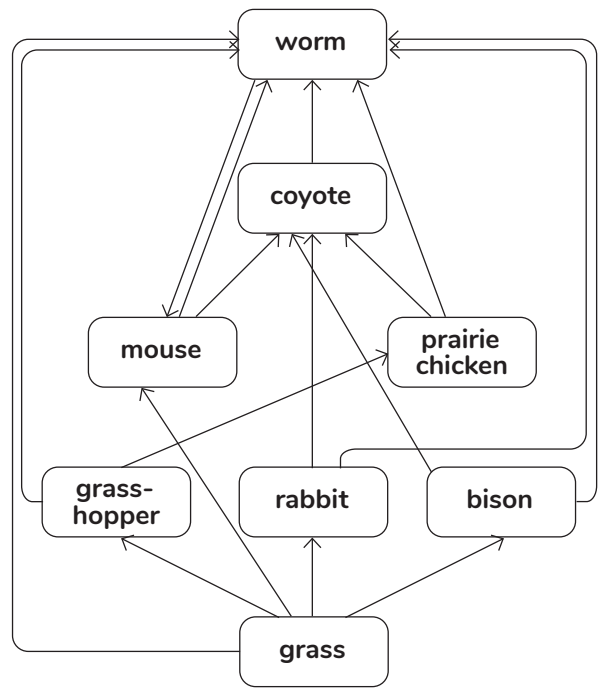 worm
coyote
mouse
prairie
chicken
grass-
hopper
rabbit
bison
grass